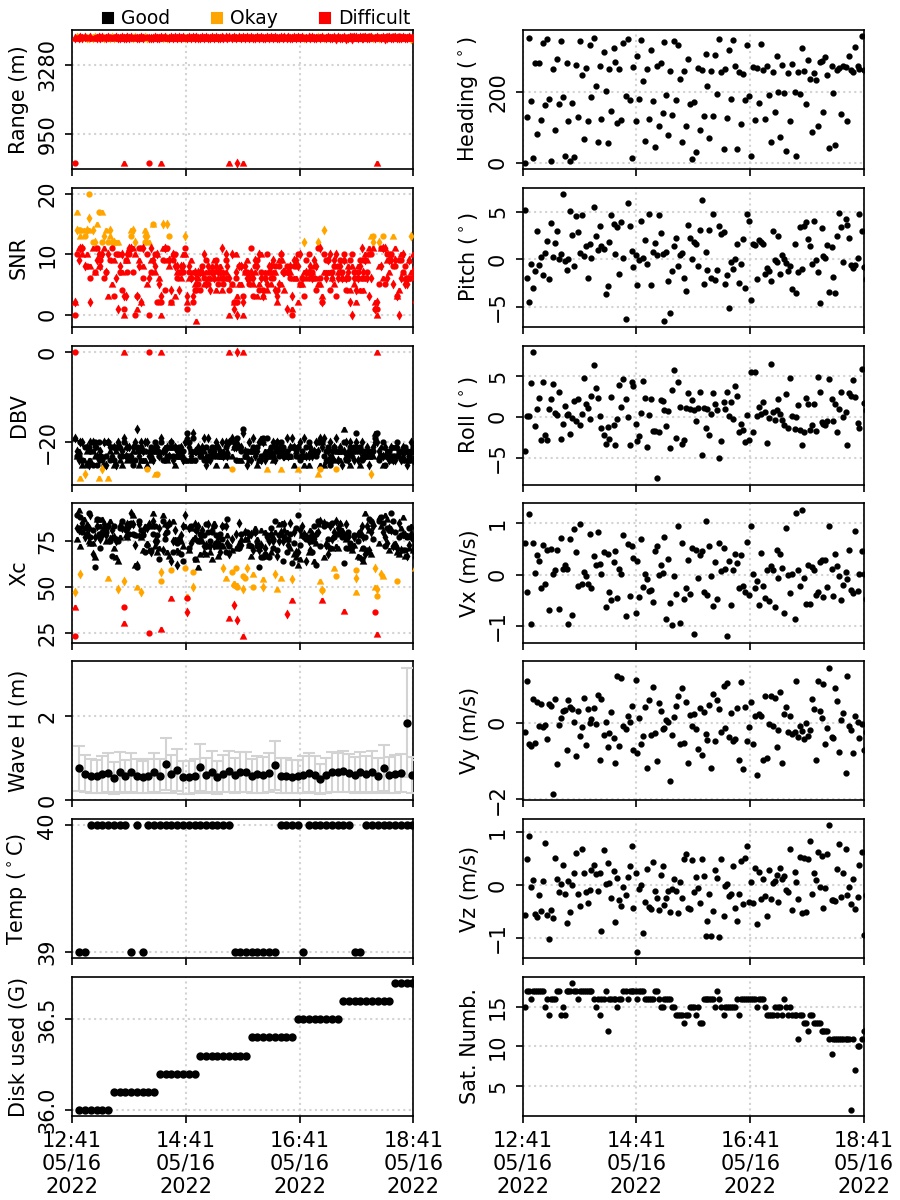 Good Okay Difficult
Range (m)
3280
950
Heading (°)
200
0
SNR
20
10
0
Pitch (°)
5
0
−5
DBV
0
−20
Roll (°)
5
0
−5
Xc
75
50
25
Vx (m/s)
1
0
−1
Wave H (m)
2
0
Vy (m/s)
0
−2
Temp (°C)
40
39
Vz (m/s)
1
0
−1
Disk used (G)
36.5
36.0
Sat. Numb.
15
10
5
12:41 14:41 16:41 18:41
05/16 05/16 05/16 05/16
2022 2022 2022 2022
12:41 14:41 16:41 18:41
05/16 05/16 05/16 05/16
2022 2022 2022 2022